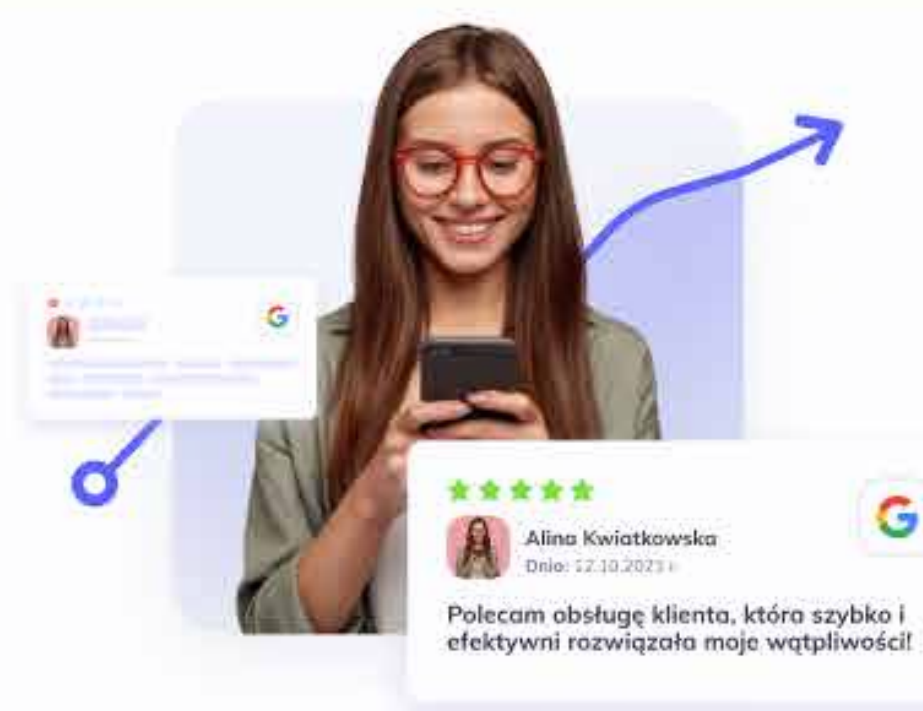 Alina Kwiatkowska
Dnia: 12.10.2023 r.
Polecam obsługę klienta, która szybko i
efektywni rozwiązała moje wątpliwości!